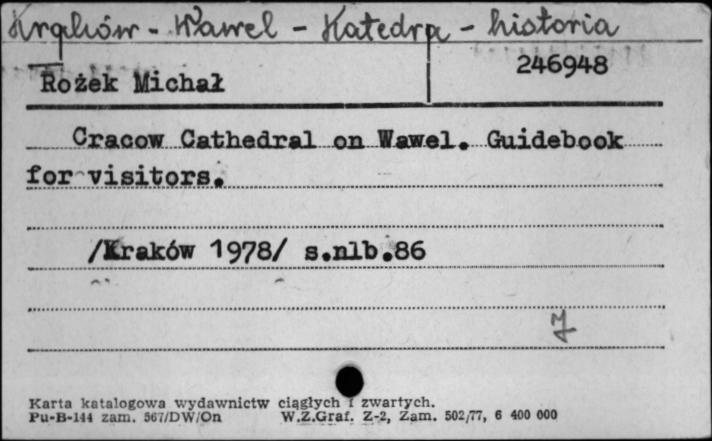 Kraków - Wawel - Katedra - historia
246948
Rożek Michał
Cracow Cathedral on Wawel. Guidebook
for visitors.
/Kraków 1978/ s.nlb.86
Karta katalogowa wydawnictw ciągłych i zwartych.
Pu-B-144 zam. 567/DW/On W.Z.Graf. Z-2, Zam. 502/77, 6 400 000